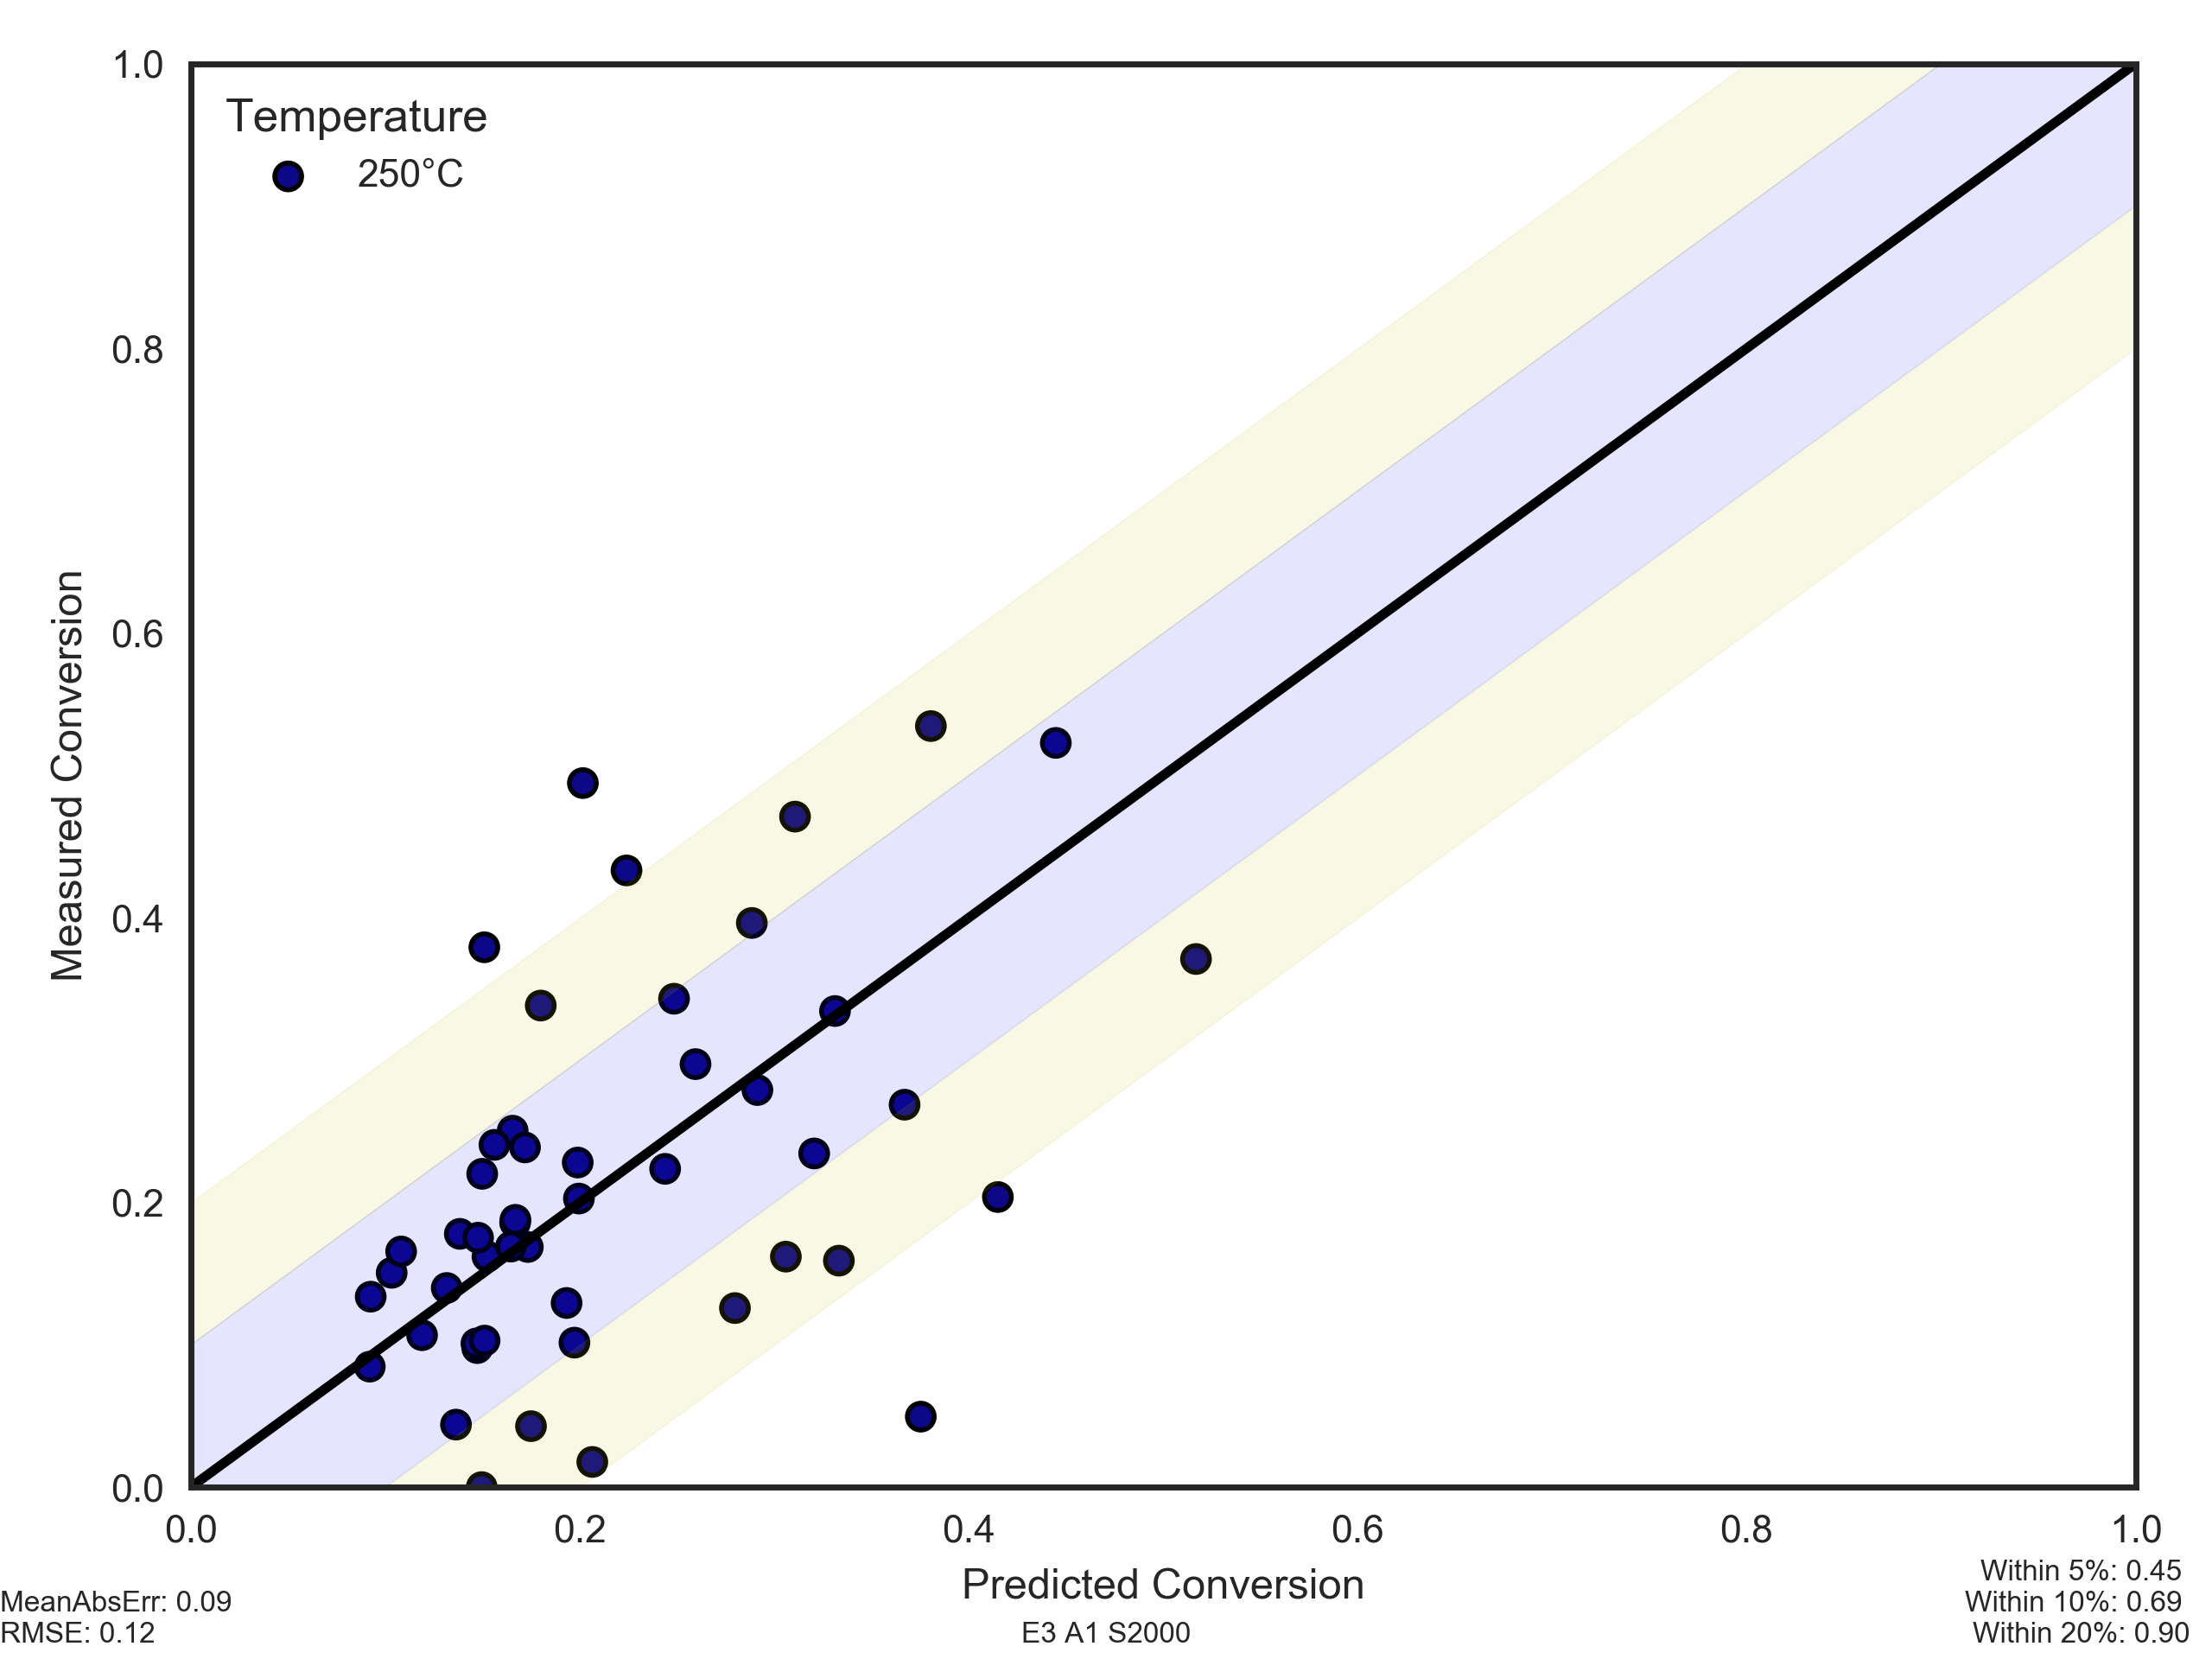 Temperature
250°C
Measured Conversion
1.0
0.8
0.6
0.4
0.2
0.0
0.0 0.2 0.4 0.6 0.8 1.0
Predicted Conversion
E3 A1 S2000
MeanAbsErr: 0.09
RMSE: 0.12
Within 5%: 0.45
Within 10%: 0.69
Within 20%: 0.90